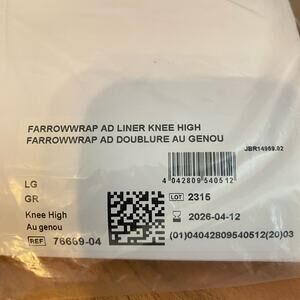 FARROWWRAP AD LINER KNEE HIGH
FARROWWRAP AD DOUBLURE AU GENOU
JBR14969.02
4 042809 540512
LG
GR
LOT 2315
Knee High
Au genou
2026-04-12
REF 76669-04
(01)04042809540512(20)03